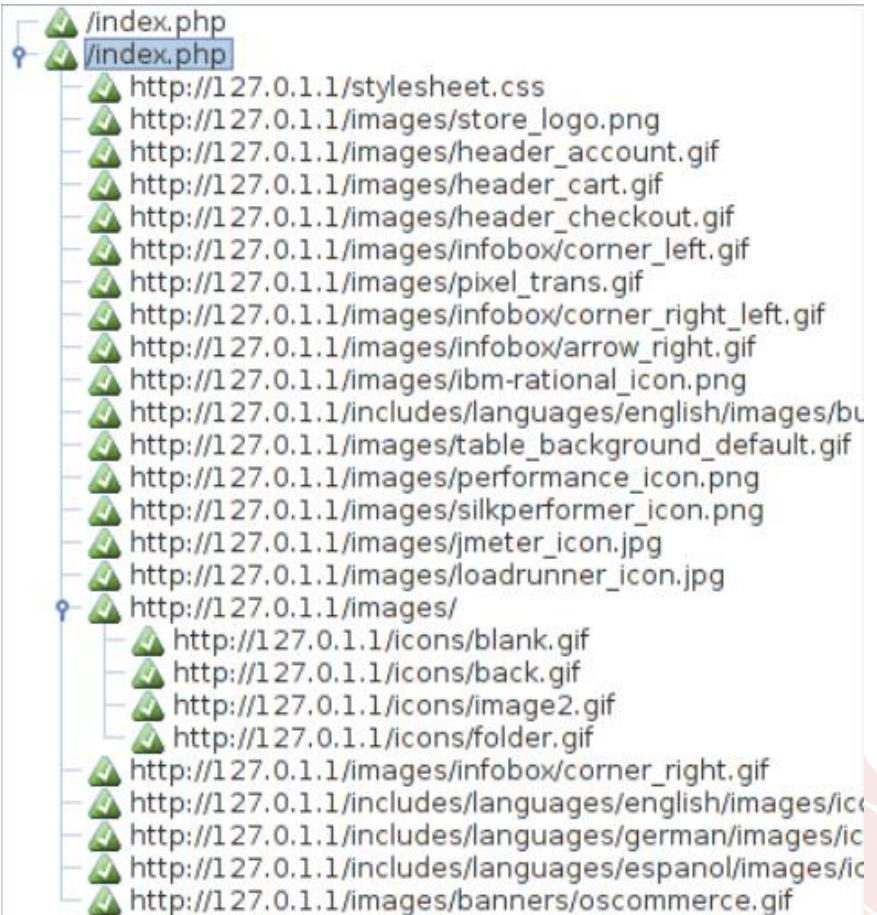 /index.php
/index.php
http://127.0.1.1/stylesheet.css
http://127.0.1.1/images/store_logo.png
http://127.0.1.1/images/header_account.gif
http://127.0.1.1/images/header_cart.gif
http://127.0.1.1/images/header_checkout.gif
http://127.0.1.1/images/infobox/corner_left.gif
http://127.0.1.1/images/pixel_trans.gif
http://127.0.1.1/images/infobox/corner_right_left.gif
http://127.0.1.1/images/infobox/arrow_right.gif
http://127.0.1.1/images/ibm-rational_icon.png
http://127.0.1.1/includes/languages/english/images/bu
http://127.0.1.1/images/table_background_default.gif
http://127.0.1.1/images/performance_icon.png
http://127.0.1.1/images/silkperformer_icon.png
http://127.0.1.1/images/jmeter_icon.jpg
http://127.0.1.1/images/loadrunner_icon.jpg
http://127.0.1.1/images/
http://127.0.1.1/icons/blank.gif
http://127.0.1.1/icons/back.gif
http://127.0.1.1/icons/image2.gif
http://127.0.1.1/icons/folder.gif
http://127.0.1.1/images/infobox/corner_right.gif
http://127.0.1.1/includes/languages/english/images/ico
http://127.0.1.1/includes/languages/german/images/ic
http://127.0.1.1/includes/languages/espanol/images/ic
http://127.0.1.1/images/banners/oscommerce.gif